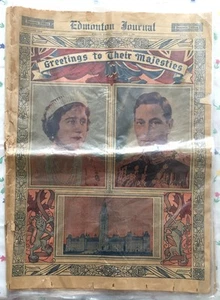 Edmonton Journal
Greetings to Their Majesties